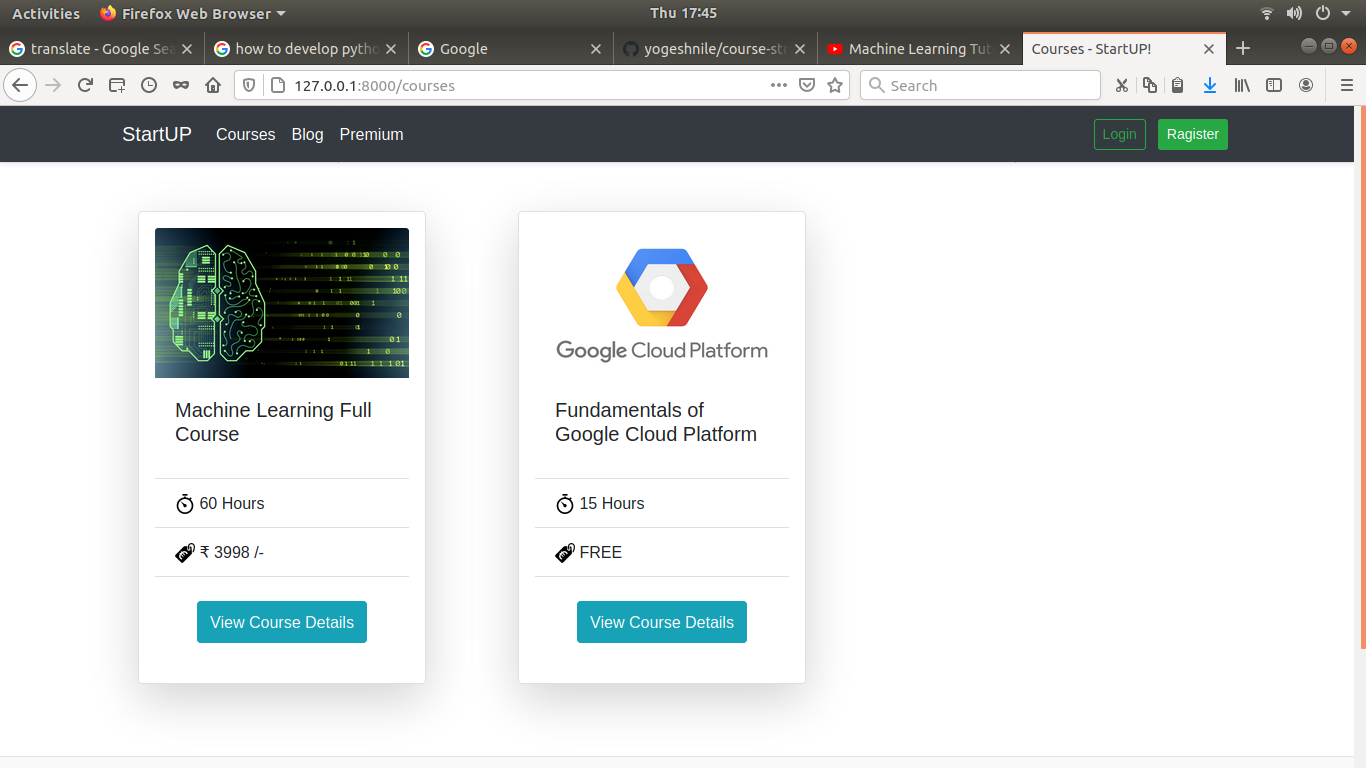 Activities Firefox Web Browser Thu 17:45
translate - Google Sea
how to develop pytho
Google
yogeshnile/course-str
Machine Learning Tut
Courses - StartUP!
127.0.0.1:8000/courses
Search
StartUP Courses Blog Premium Login Ragister
Machine Learning Full
Course
60 Hours
₹ 3998 /-
View Course Details
Google Cloud Platform
Fundamentals of
Google Cloud Platform
15 Hours
FREE
View Course Details